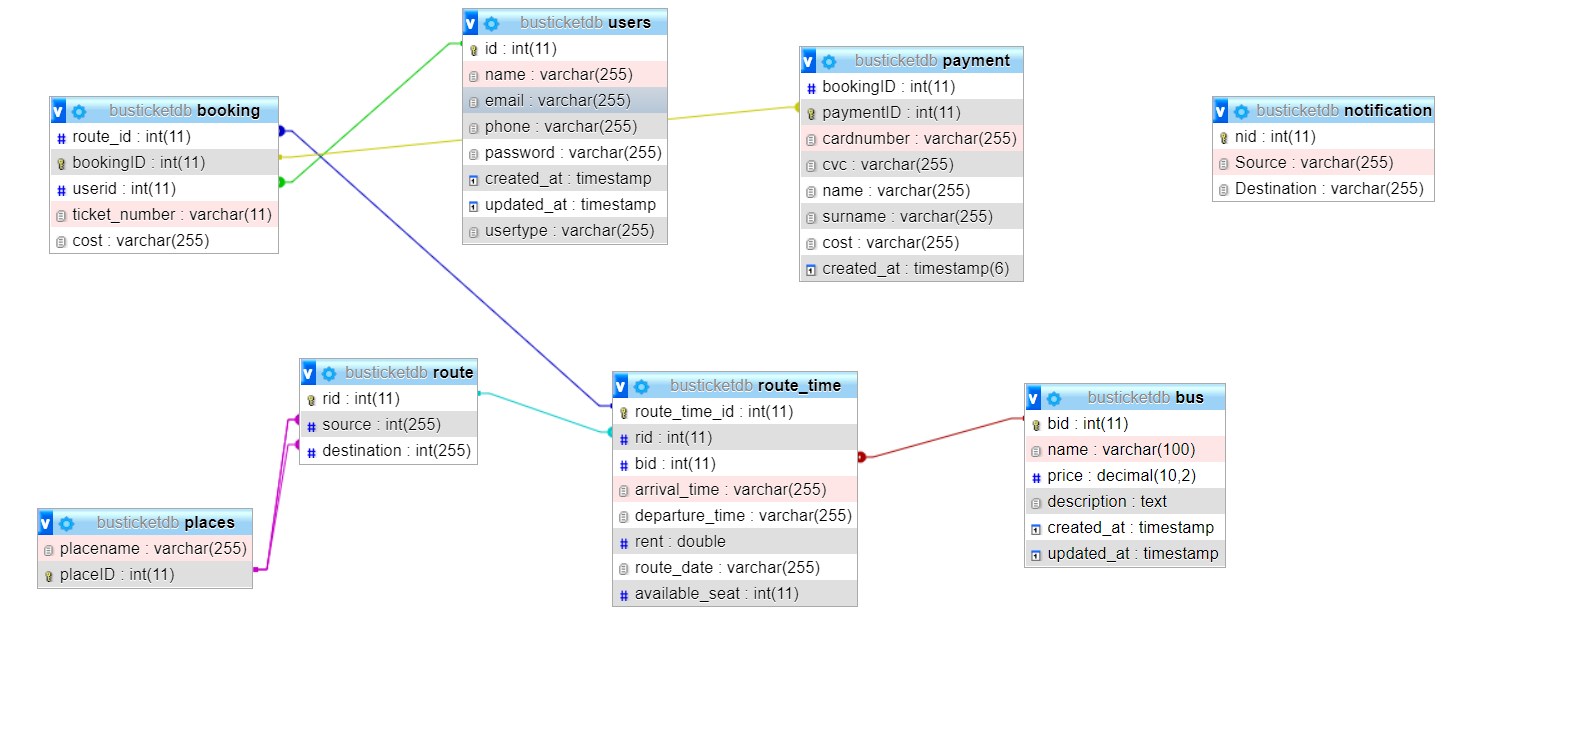 busticketdb users
id : int(11)
name : varchar(255)
email : varchar(255)
phone : varchar(255)
password : varchar(255)
created_at : timestamp
updated_at : timestamp
usertype : varchar(255)
busticketdb payment
bookingID : int(11)
paymentID : int(11)
cardnumber : varchar(255)
cvc : varchar(255)
name : varchar(255)
surname : varchar(255)
cost : varchar(255)
created_at : timestamp(6)
busticketdb booking
route_id : int(11)
bookingID : int(11)
userid : int(11)
ticket_number : varchar(11)
cost : varchar(255)
busticketdb notification
nid : int(11)
Source : varchar(255)
Destination : varchar(255)
busticketdb route
rid : int(11)
source : int(255)
destination : int(255)
busticketdb route_time
route_time_id : int(11)
rid : int(11)
bid : int(11)
arrival_time : varchar(255)
departure_time : varchar(255)
rent : double
route_date : varchar(255)
available_seat : int(11)
busticketdb bus
bid : int(11)
name : varchar(100)
price : decimal(10,2)
description : text
created_at : timestamp
updated_at : timestamp
busticketdb places
placename : varchar(255)
placeID : int(11)